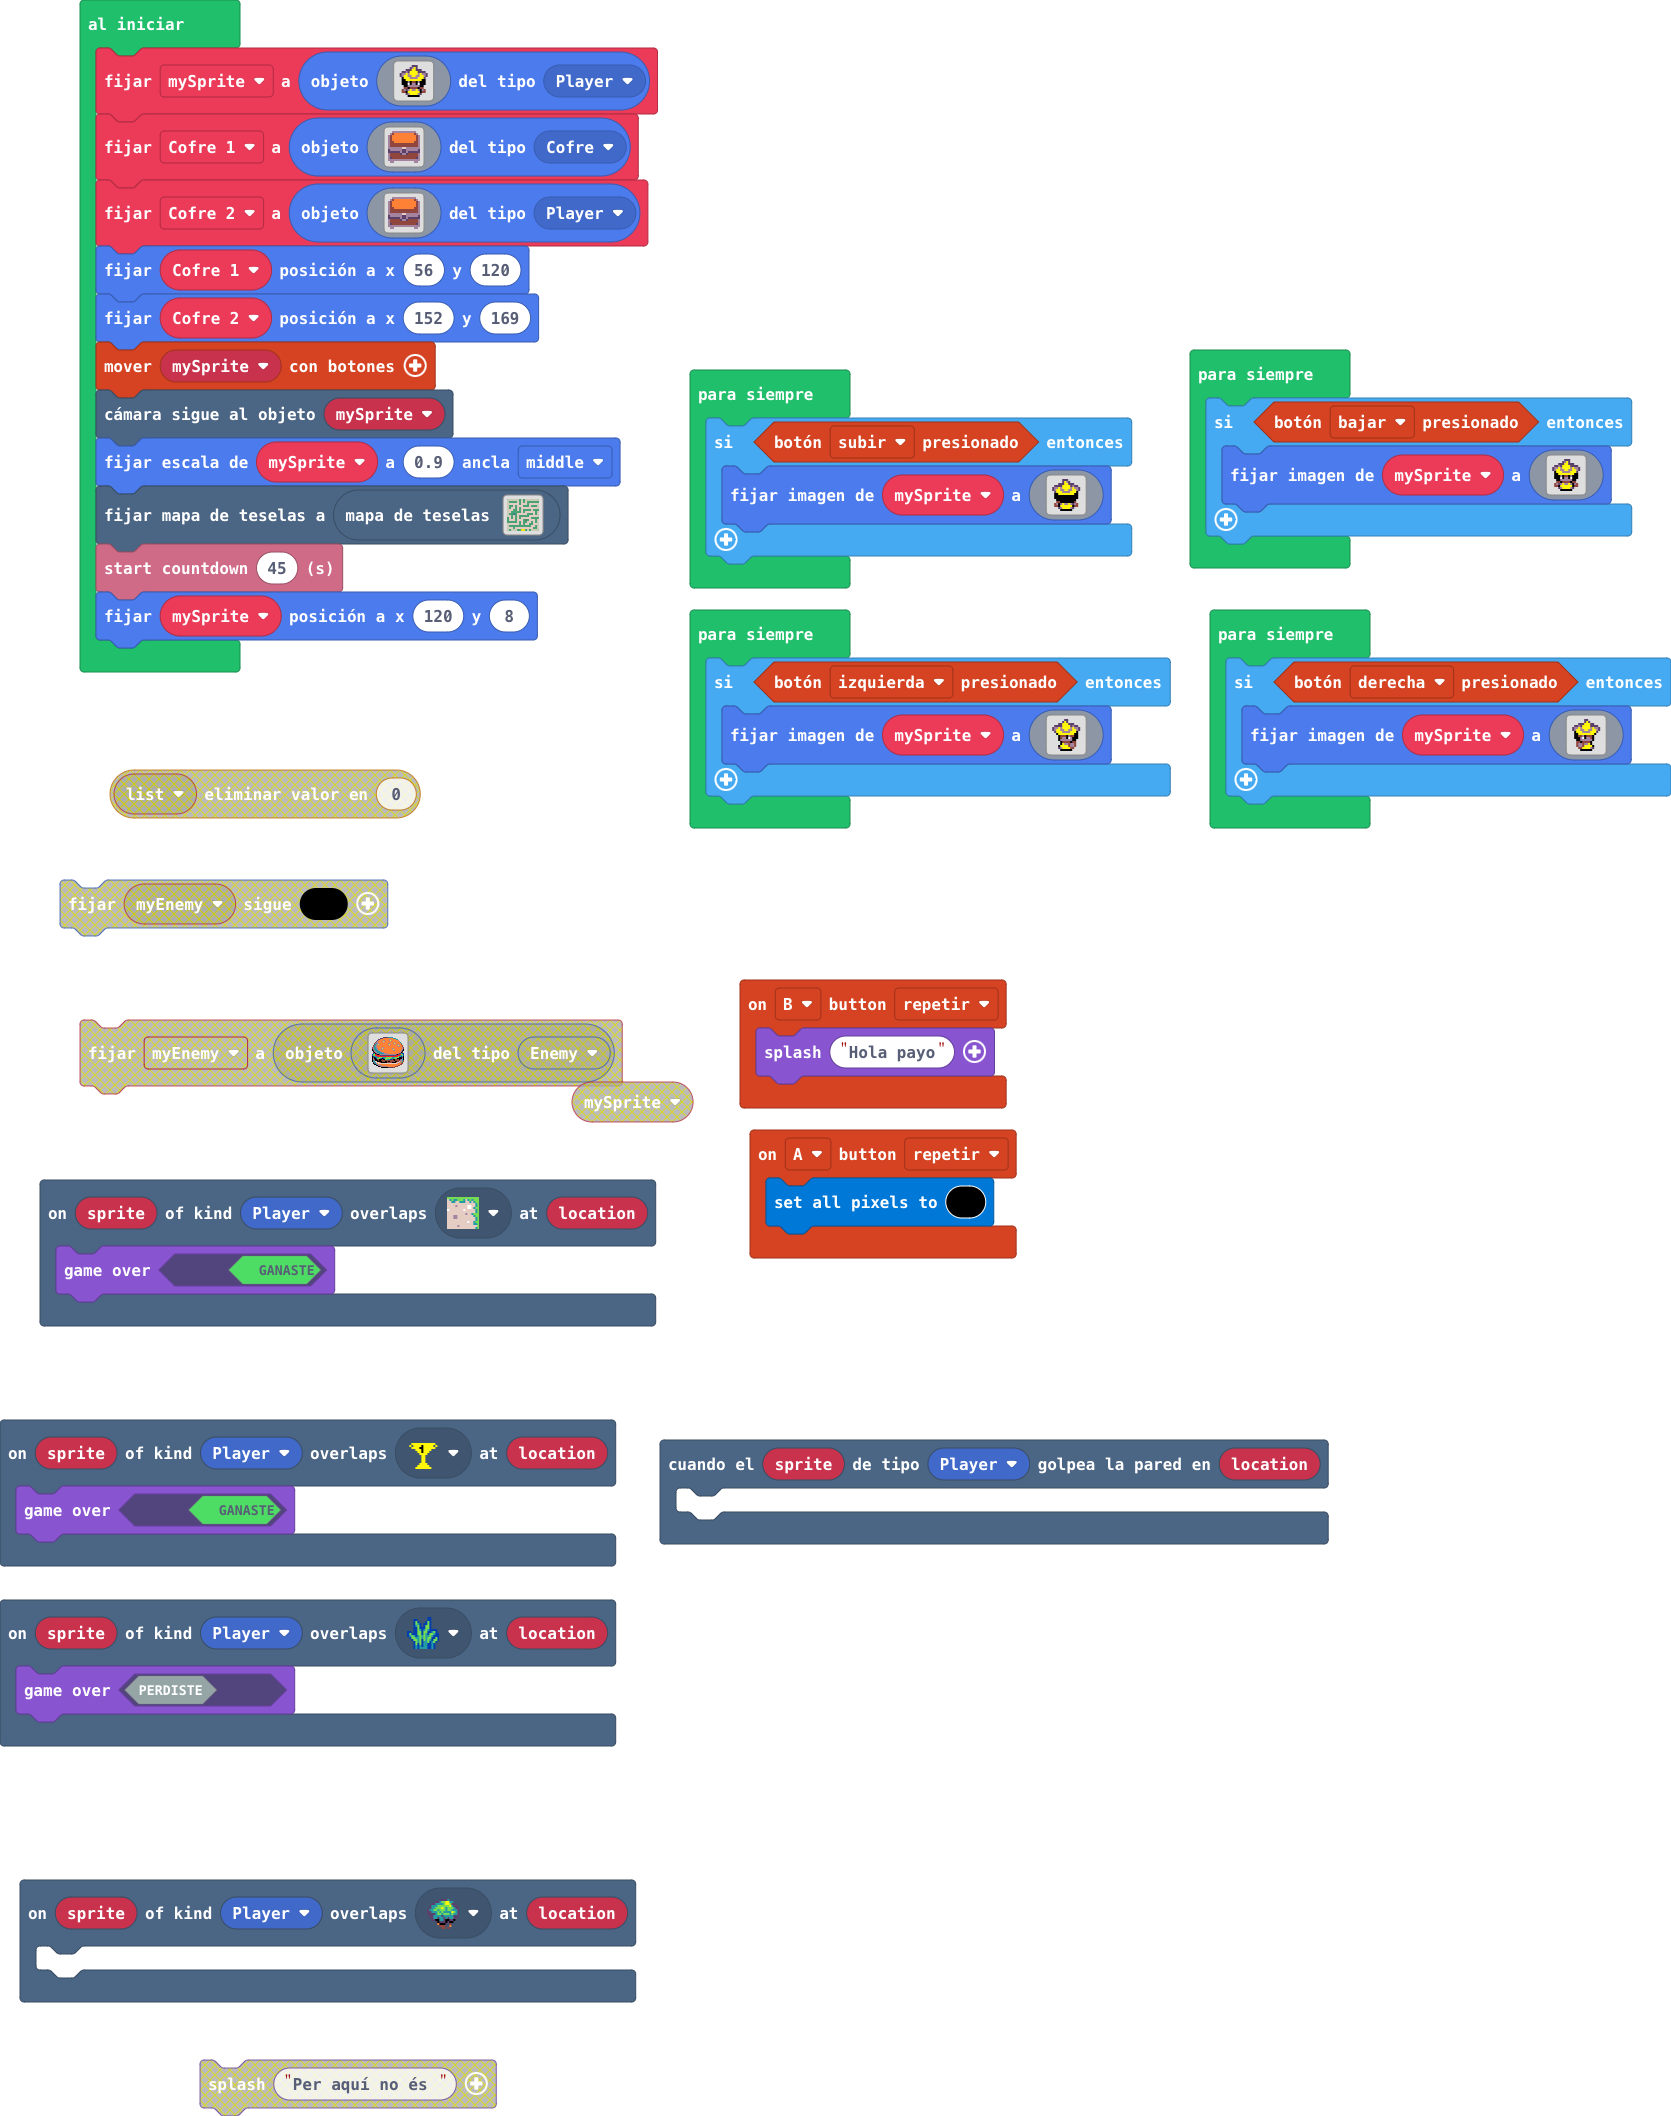 al iniciar
fijar mySprite a objeto del tipo Player
fijar Cofre 1 a objeto del tipo Cofre
fijar Cofre 2 a objeto del tipo Player
fijar Cofre 1 posición a x 56 y 120
fijar Cofre 2 posición a x 152 y 169
mover mySprite con botones
cámara sigue al objeto mySprite
fijar escala de mySprite a 0.9 ancla middle
fijar mapa de teselas a mapa de teselas
start countdown 45 (s)
fijar mySprite posición a x 120 y 8
para siempre
si botón subir presionado entonces
fijar imagen de mySprite a
para siempre
si botón bajar presionado entonces
fijar imagen de mySprite a
para siempre
si botón izquierda presionado entonces
fijar imagen de mySprite a
para siempre
si botón derecha presionado entonces
fijar imagen de mySprite a
list eliminar valor en 0
fijar myEnemy sigue
fijar myEnemy a objeto del tipo Enemy
mySprite
on B button repetir
splash "Hola payo"
on A button repetir
set all pixels to
on sprite of kind Player overlaps at location
game over GANASTE
on sprite of kind Player overlaps at location
game over GANASTE
cuando el sprite de tipo Player golpea la pared en location
on sprite of kind Player overlaps at location
game over PERDISTE
on sprite of kind Player overlaps at location
splash "Per aquí no és "